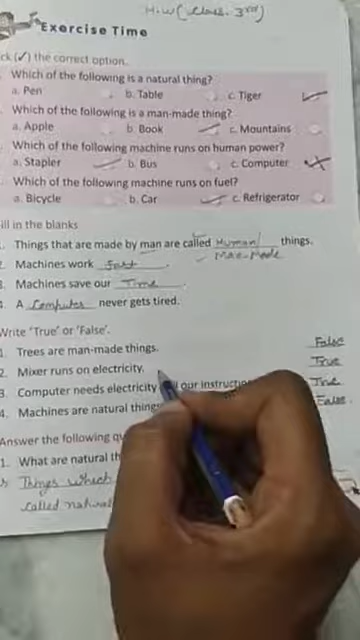 H.W (Class. 3rd)
Exercise Time
ck (✓) the correct option.
Which of the following is a natural thing?
a. Pen b. Table c. Tiger
Which of the following is a man-made thing?
a. Apple b. Book c. Mountains
Which of the following machine runs on human power?
a. Stapler b. Bus c. Computer
Which of the following machine runs on fuel?
a. Bicycle b. Car c. Refrigerator
ill in the blanks
Things that are made by man are called Human/ things.
Man-Made
2. Machines work fast.
3. Machines save our Time.
4. A Computer never gets tired.
Write 'True' or 'False'.
1. Trees are man-made things. False
2. Mixer runs on electricity. True
3. Computer needs electricity our instructio True
4. Machines are natural thing False
Answer the following qu
1. What are natural th
Things which
called natural